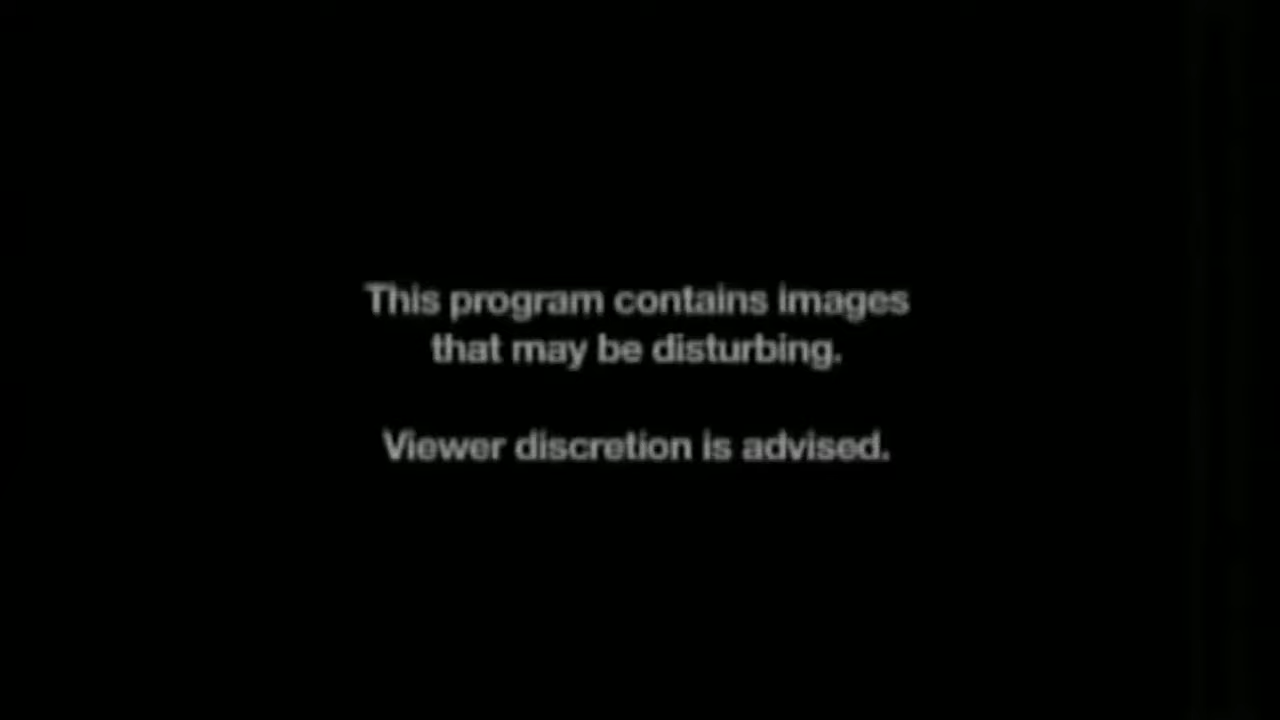 This program contains images
that may be disturbing.
Viewer discretion is advised.